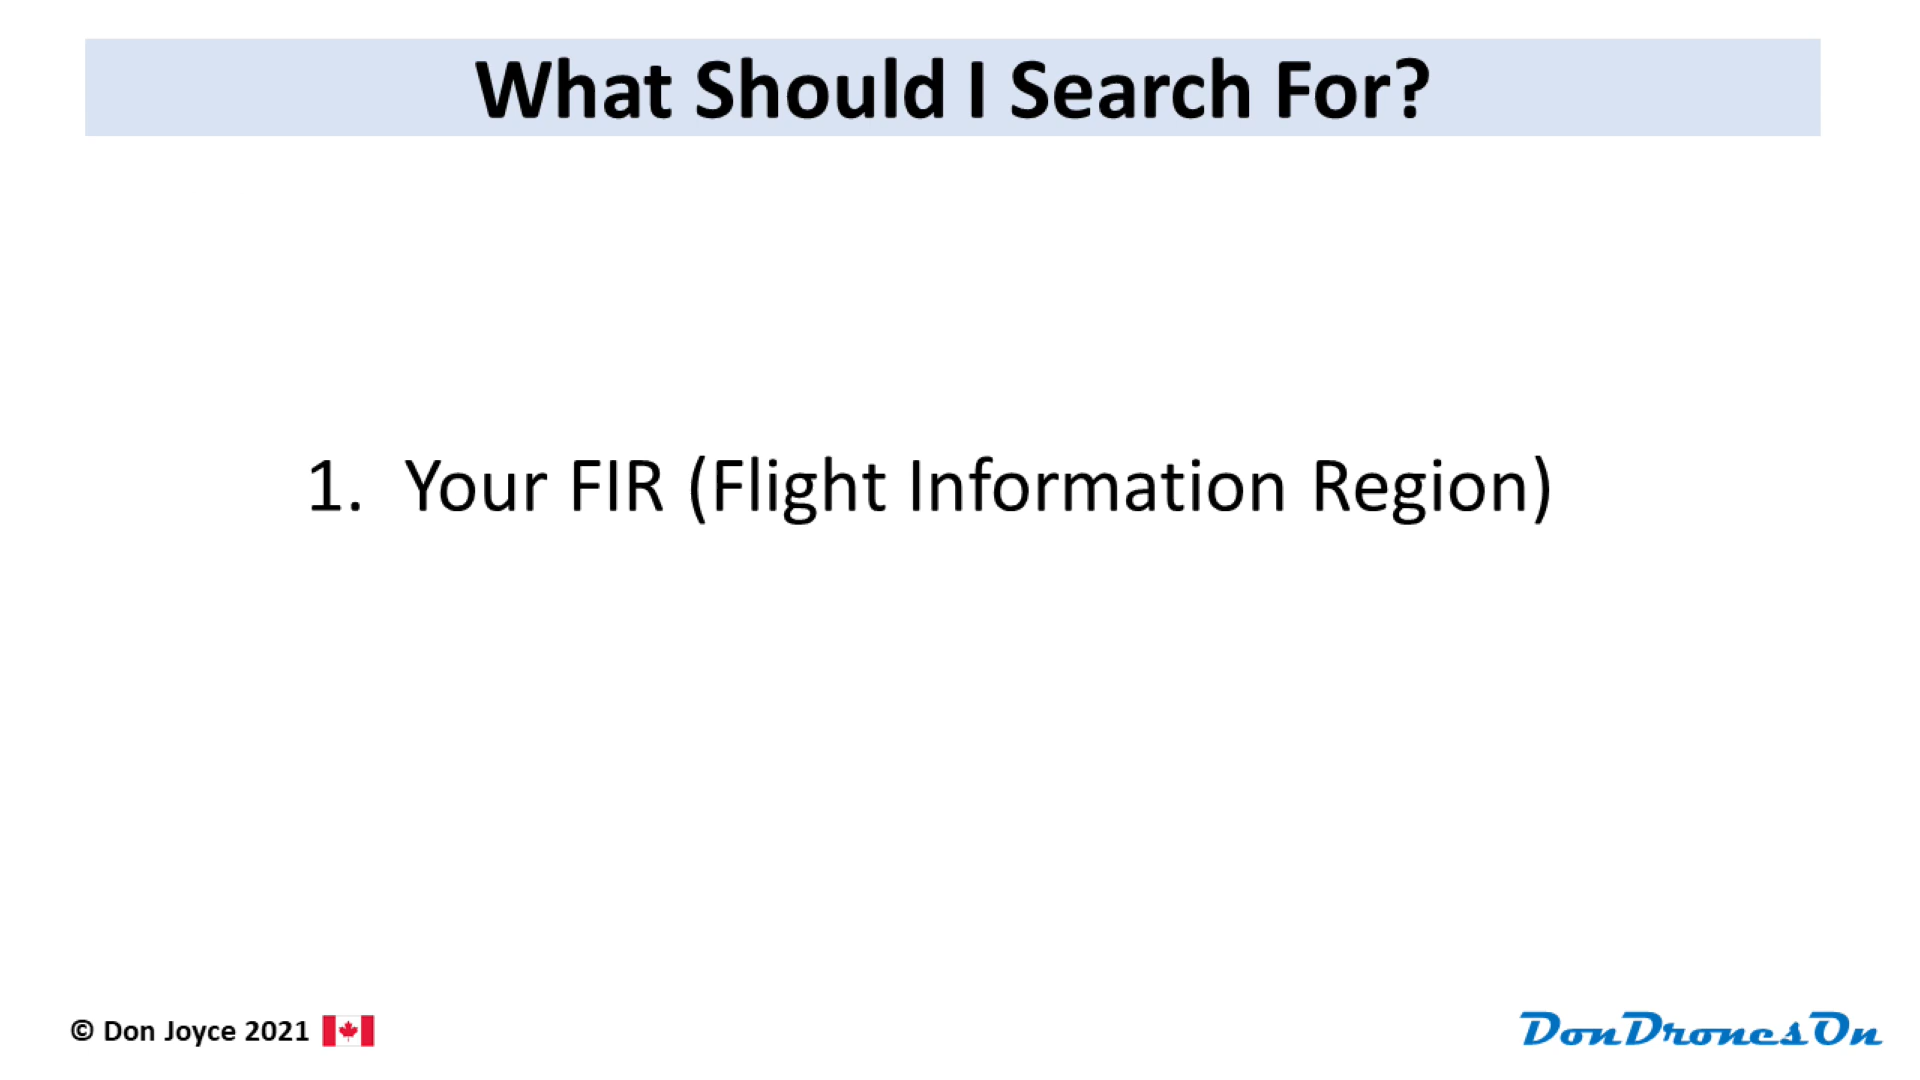 What Should I Search For?
1. Your FIR (Flight Information Region)
© Don Joyce 2021
DonDronesOn